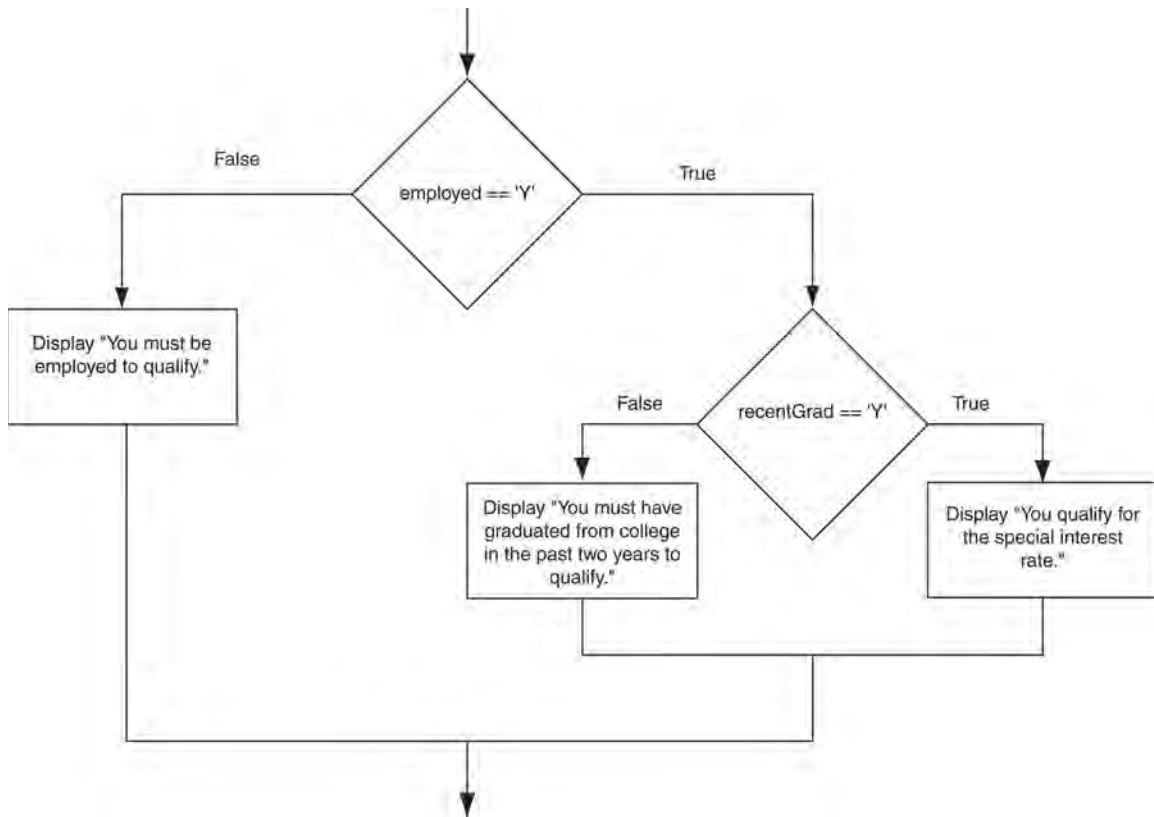 False
employed == 'Y'
True
Display "You must be
employed to qualify."
False
recentGrad == 'Y'
True
Display "You must have
graduated from college
in the past two years to
qualify."
Display "You qualify for
the special interest
rate."